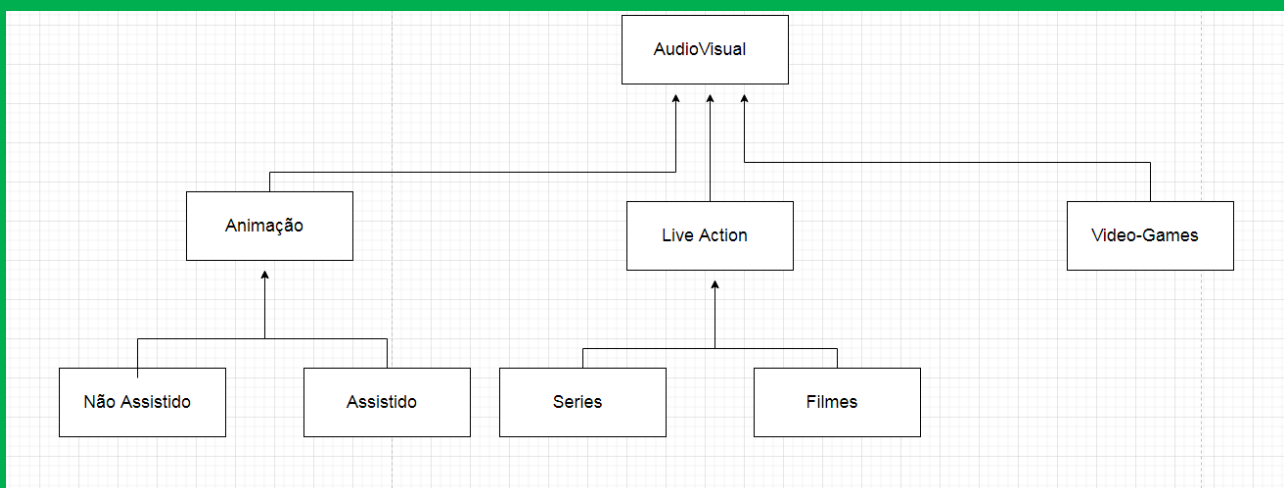 AudioVisual
Animação
Live Action
Video-Games
Não Assistido
Assistido
Series
Filmes